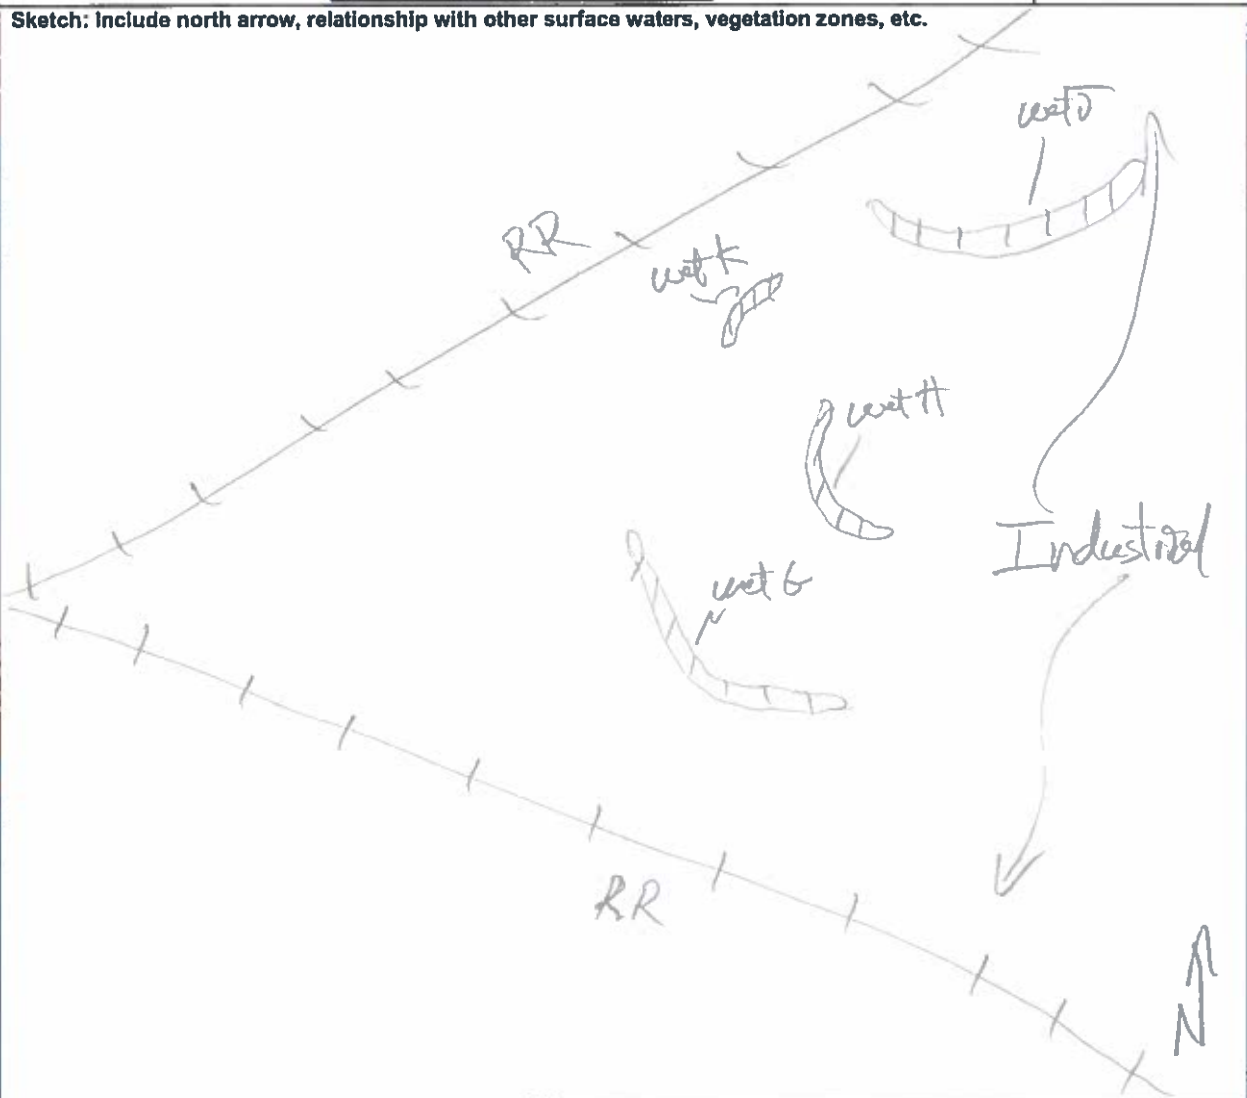 Sketch: Include north arrow, relationship with other surface waters, vegetation zones, etc.
wet J
RR
wet K
wet H
Industrial
wet G
RR
N